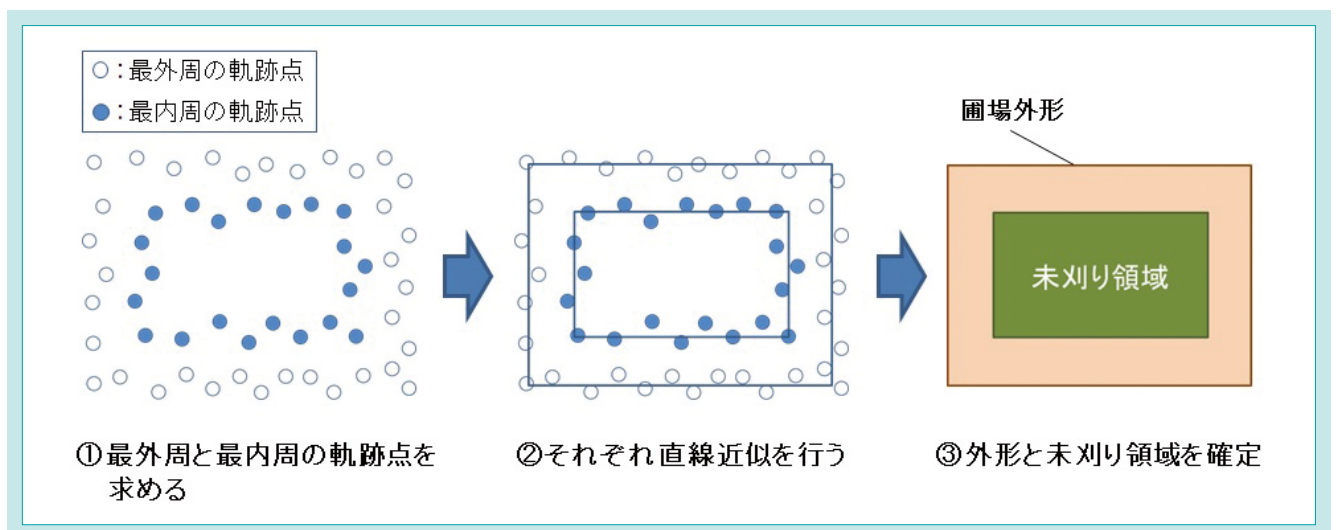 ○:最外周の軌跡点
●:最内周の軌跡点
圃場外形
未刈り領域
①最外周と最内周の軌跡点を
求める
②それぞれ直線近似を行う
③外形と未刈り領域を確定